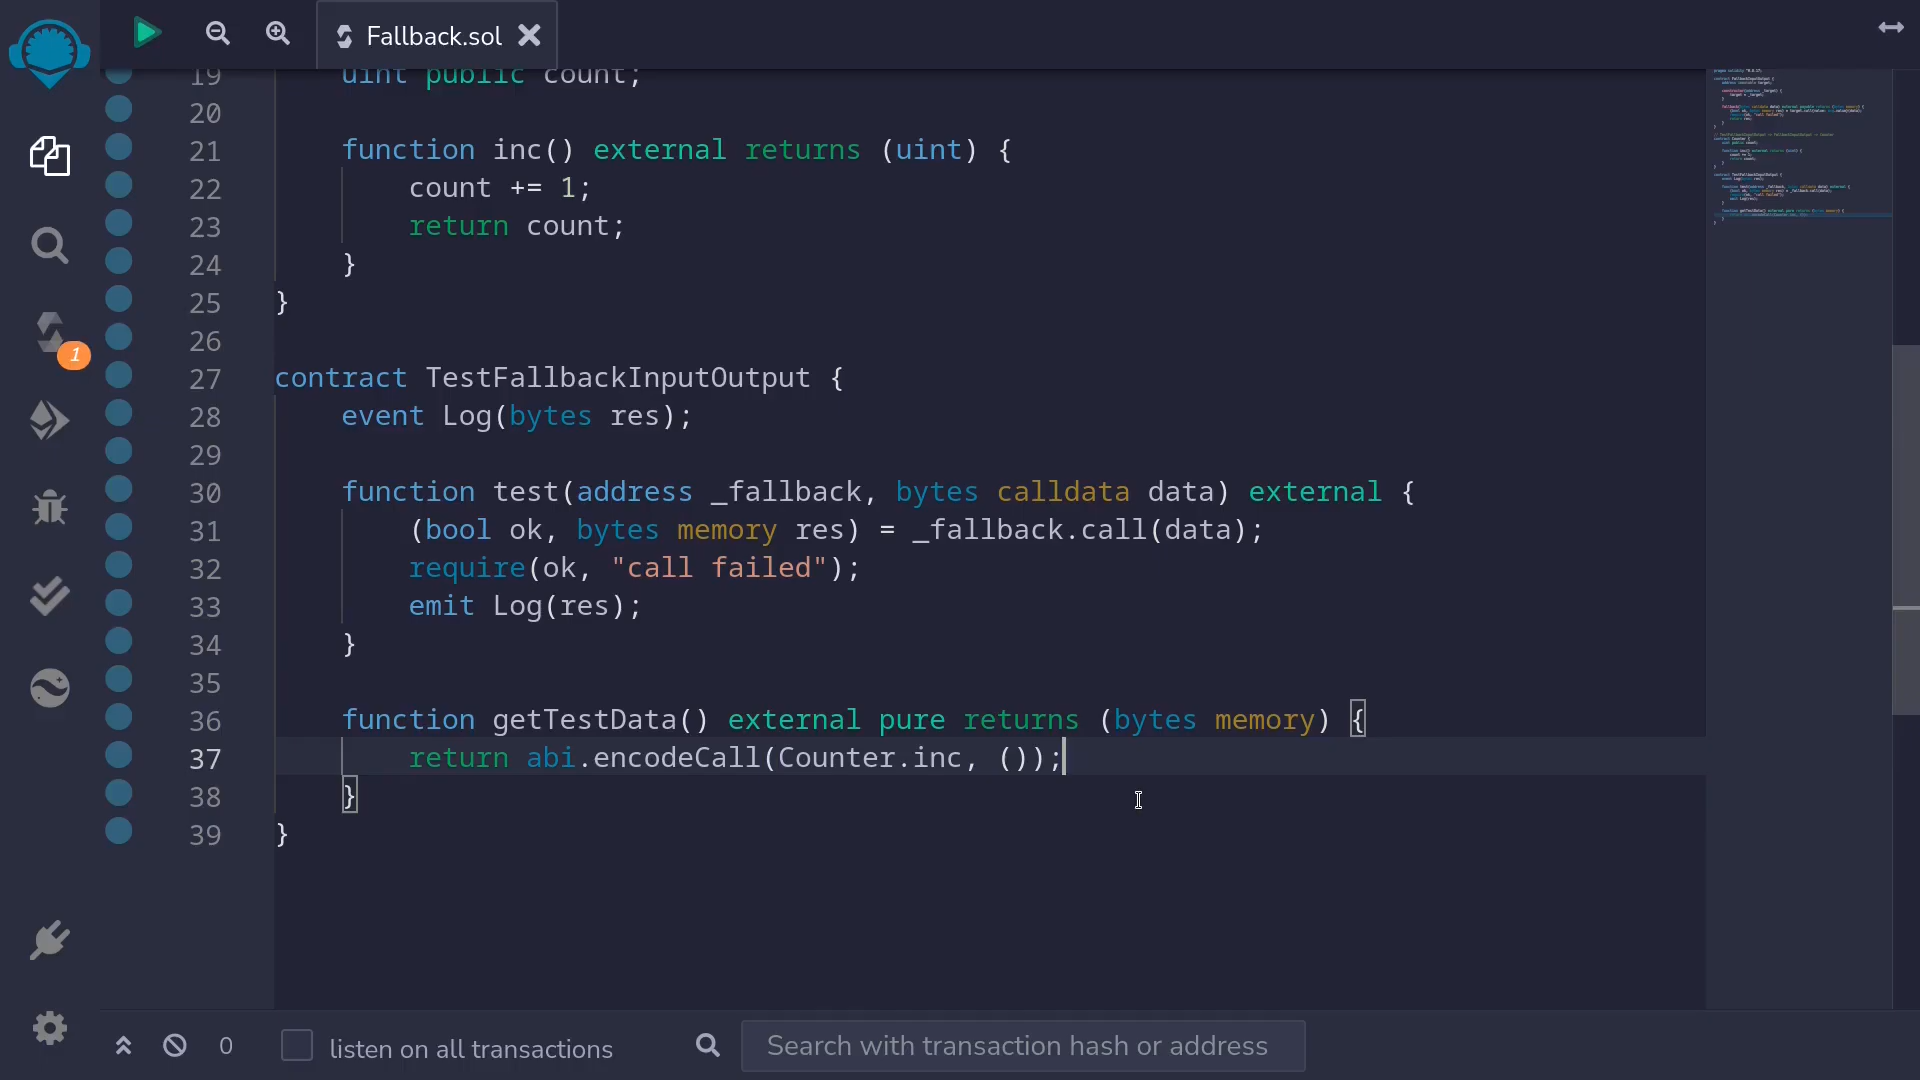 Fallback.sol
19 uint public count;
20
21 function inc() external returns (uint) {
22 count += 1;
23 return count;
24 }
25 }
26
27 contract TestFallbackInputOutput {
28 event Log(bytes res);
29
30 function test(address _fallback, bytes calldata data) external {
31 (bool ok, bytes memory res) = _fallback.call(data);
32 require(ok, "call failed");
33 emit Log(res);
34 }
35
36 function getTestData() external pure returns (bytes memory) {
37 return abi.encodeCall(Counter.inc, ());
38 }
39 }
1
0 listen on all transactions Search with transaction hash or address